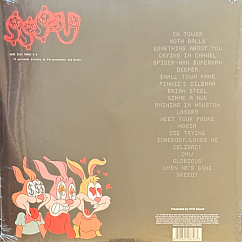 $$$4U
CN TOWER
MOTH BALLS
SOMETHING ABOUT YOU
CRYING IN CHANEL
SPIDER-MAN SUPERMAN
DEEPER
SMALL TOWN FAME
PIMMIE'S DILEMMA
BRIAN STEEL
GIMME A HUG
RAINING IN HOUSTON
LASERS
MEET YOUR PADRE
NOKIA
DIE TRYING
SOMEBODY LOVES ME
CELIBACY
OMW
GLORIOUS
WHEN HE'S GONE
GREEDY